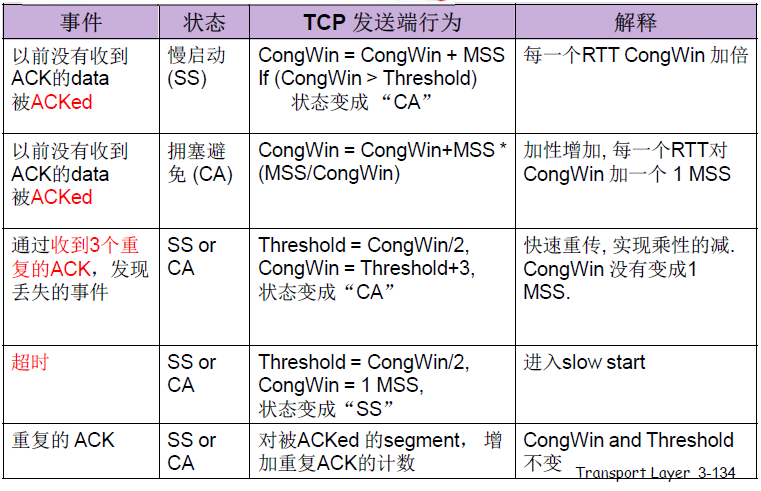 事件 状态 TCP 发送端行为 解释
以前没有收到
ACK的data
被ACKed
慢启动
(SS)
CongWin = CongWin + MSS
If (CongWin > Threshold)
状态变成 “CA”
每一个RTT CongWin 加倍
以前没有收到
ACK的data
被ACKed
拥塞避
免 (CA)
CongWin = CongWin+MSS *
(MSS/CongWin)
加性增加, 每一个RTT对
CongWin 加一个 1 MSS
通过收到3个重
复的ACK，发现
丢失的事件
SS or
CA
Threshold = CongWin/2,
CongWin = Threshold+3,
状态变成“CA”
快速重传, 实现乘性的减.
CongWin 没有变成1
MSS.
超时
SS or
CA
Threshold = CongWin/2,
CongWin = 1 MSS,
状态变成“SS”
进入slow start
重复的 ACK
SS or
CA
对被ACKed 的segment， 增
加重复ACK的计数
CongWin and Threshold
不变
Transport Layer 3-134